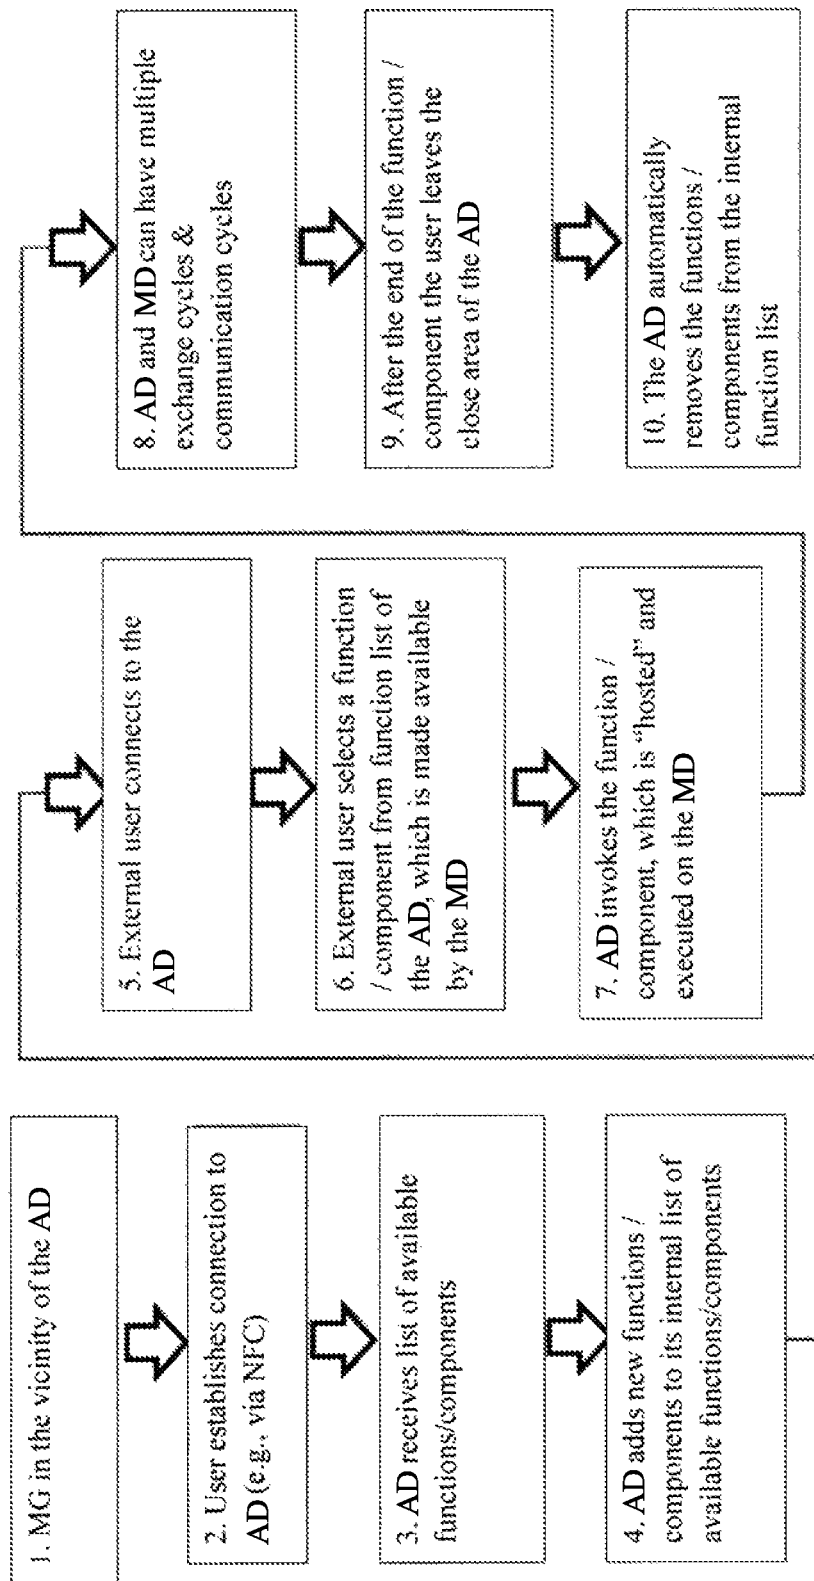 1. MG in the vicinity of the AD
2. User establishes connection to
AD (e.g., via NFC)
3. AD receives list of available
functions/components
4. AD adds new functions /
components to its internal list of
available functions/components
5. External user connects to the
AD
6. External user selects a function
/ component from function list of
the AD, which is made available
by the MD
7. AD invokes the function /
component, which is “hosted” and
executed on the MD
8. AD and MD can have multiple
exchange cycles &
communication cycles
9. After the end of the function /
component the user leaves the
close area of the AD
10. The AD automatically
removes the functions /
components from the internal
function list